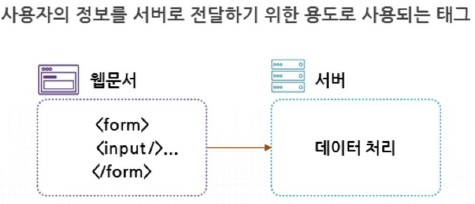 사용자의 정보를 서버로 전달하기 위한 용도로 사용되는 태그
웹문서
서버
<form>
<input/>...
</form>
데이터 처리